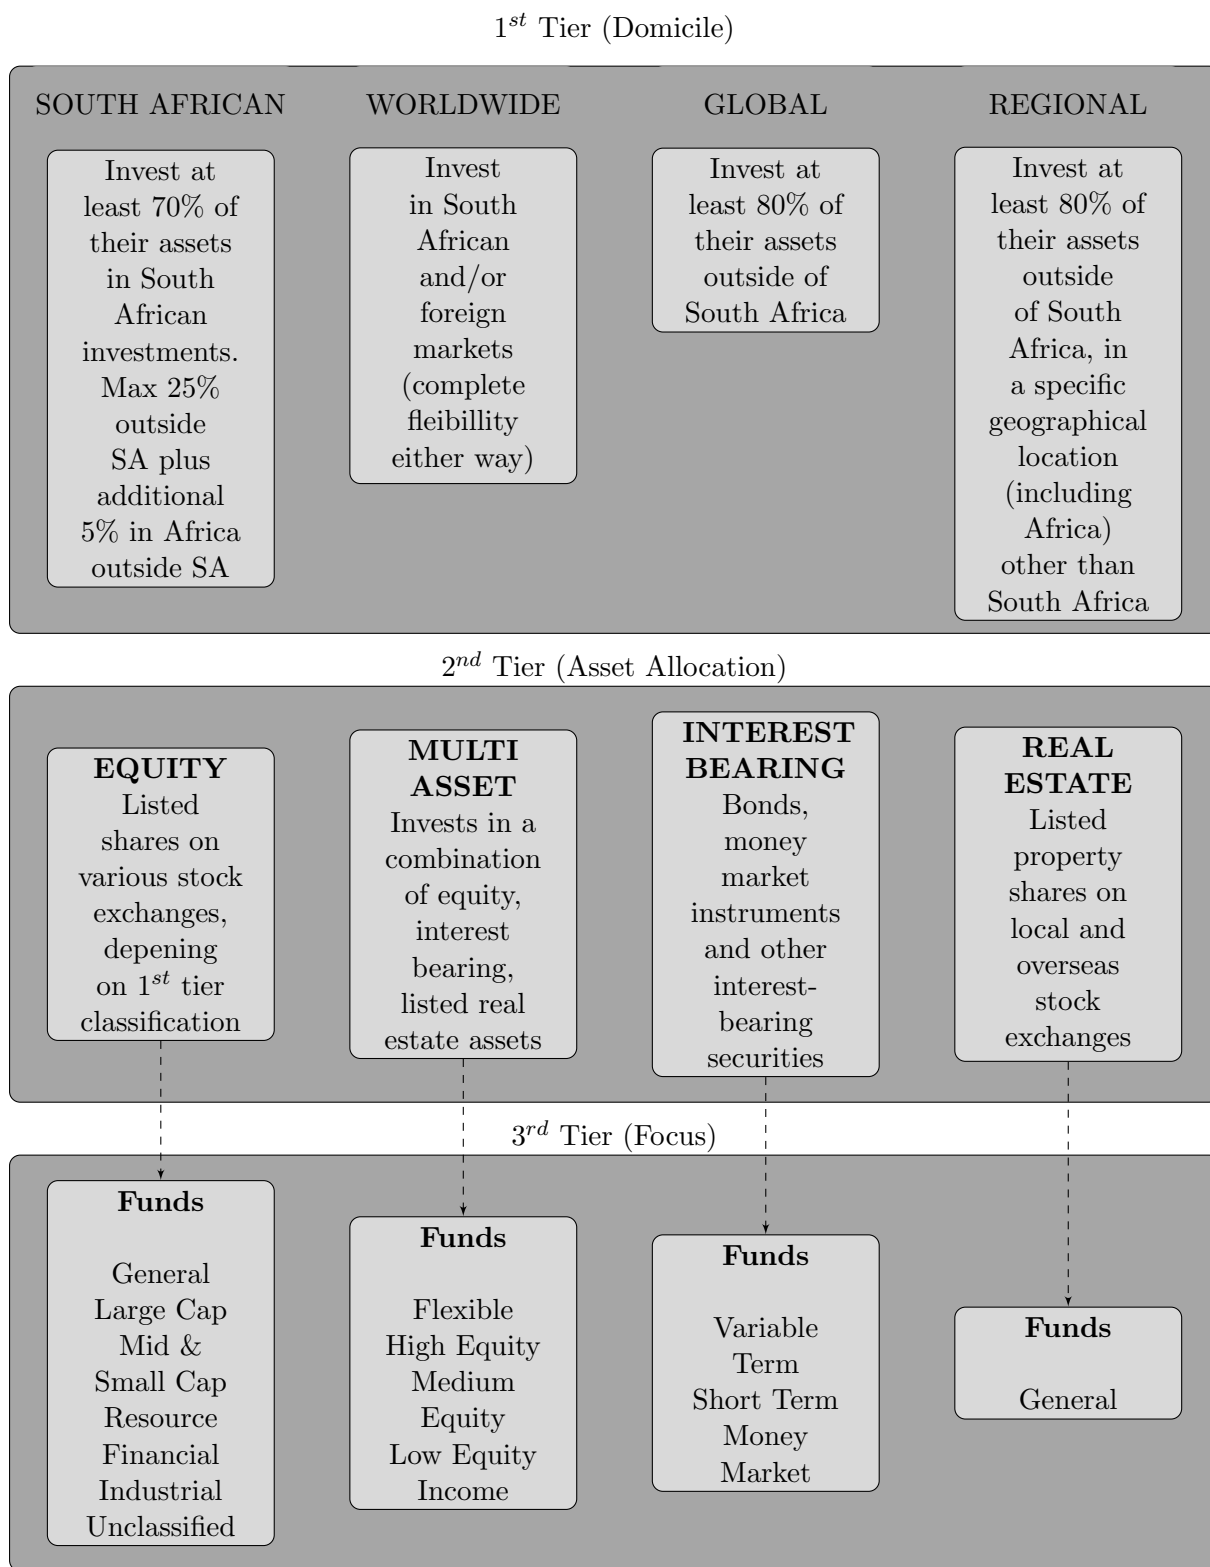 1st Tier (Domicile)
SOUTH AFRICAN
Invest at
least 70% of
their assets
in South
African
investments.
Max 25%
outside
SA plus
additional
5% in Africa
outside SA
WORLDWIDE
Invest
in South
African
and/or
foreign
markets
(complete
fleibillity
either way)
GLOBAL
Invest at
least 80% of
their assets
outside of
South Africa
REGIONAL
Invest at
least 80% of
their assets
outside
of South
Africa, in
a specific
geographical
location
(including
Africa)
other than
South Africa
2nd Tier (Asset Allocation)
EQUITY
Listed
shares on
various stock
exchanges,
depening
on 1st tier
classification
MULTI
ASSET
Invests in a
combination
of equity,
interest
bearing,
listed real
estate assets
INTEREST
BEARING
Bonds,
money
market
instruments
and other
interest-
bearing
securities
REAL
ESTATE
Listed
property
shares on
local and
overseas
stock
exchanges
3rd Tier (Focus)
Funds
General
Large Cap
Mid &
Small Cap
Resource
Financial
Industrial
Unclassified
Funds
Flexible
High Equity
Medium
Equity
Low Equity
Income
Funds
Variable
Term
Short Term
Money
Market
Funds
General